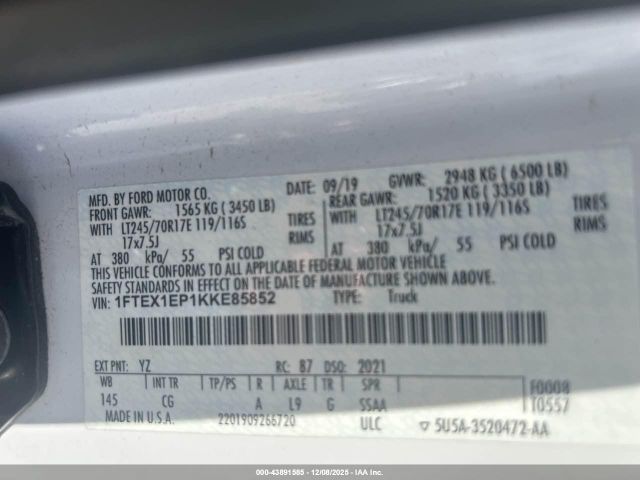 MFD. BY FORD MOTOR CO.
DATE: 09/19 GVWR: 2948 KG ( 6500 LB)
FRONT GAWR: 1565 KG ( 3450 LB) REAR GAWR: 1520 KG ( 3350 LB)
WITH LT245/70R17E 119/116S TIRES WITH LT245/70R17E 119/116S TIRES
17x7.5J RIMS 17x7.5J RIMS
AT 380 kPa/ 55 PSI COLD AT 380 kPa/ 55 PSI COLD
THIS VEHICLE CONFORMS TO ALL APPLICABLE FEDERAL MOTOR VEHICLE
SAFETY STANDARDS IN EFFECT ON THE DATE OF MANUFACTURE SHOWN ABOVE.
VIN: 1FTEX1EP1KKE85852 TYPE: Truck
EXT PNT: YZ RC: 87 DSO: 2021
WB INT TR TP/PS R AXLE TR SPR F0008
145 CG A L9 G SSAA T0557
MADE IN U.S.A. 2201909266720 ULC ▽ 5U5A-3520472-AA
000-43891585 - 12/08/2025 - IAA Inc.